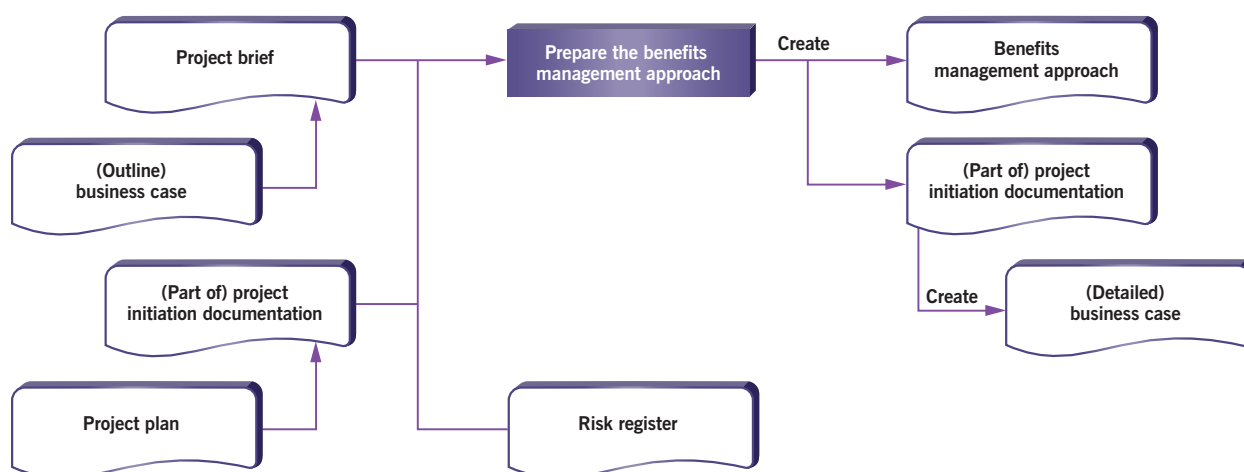 Project brief
Prepare the benefits
management approach
Create
Benefits
management approach
(Outline)
business case
(Part of) project
initiation documentation
(Part of) project
initiation documentation
Create
(Detailed)
business case
Project plan
Risk register